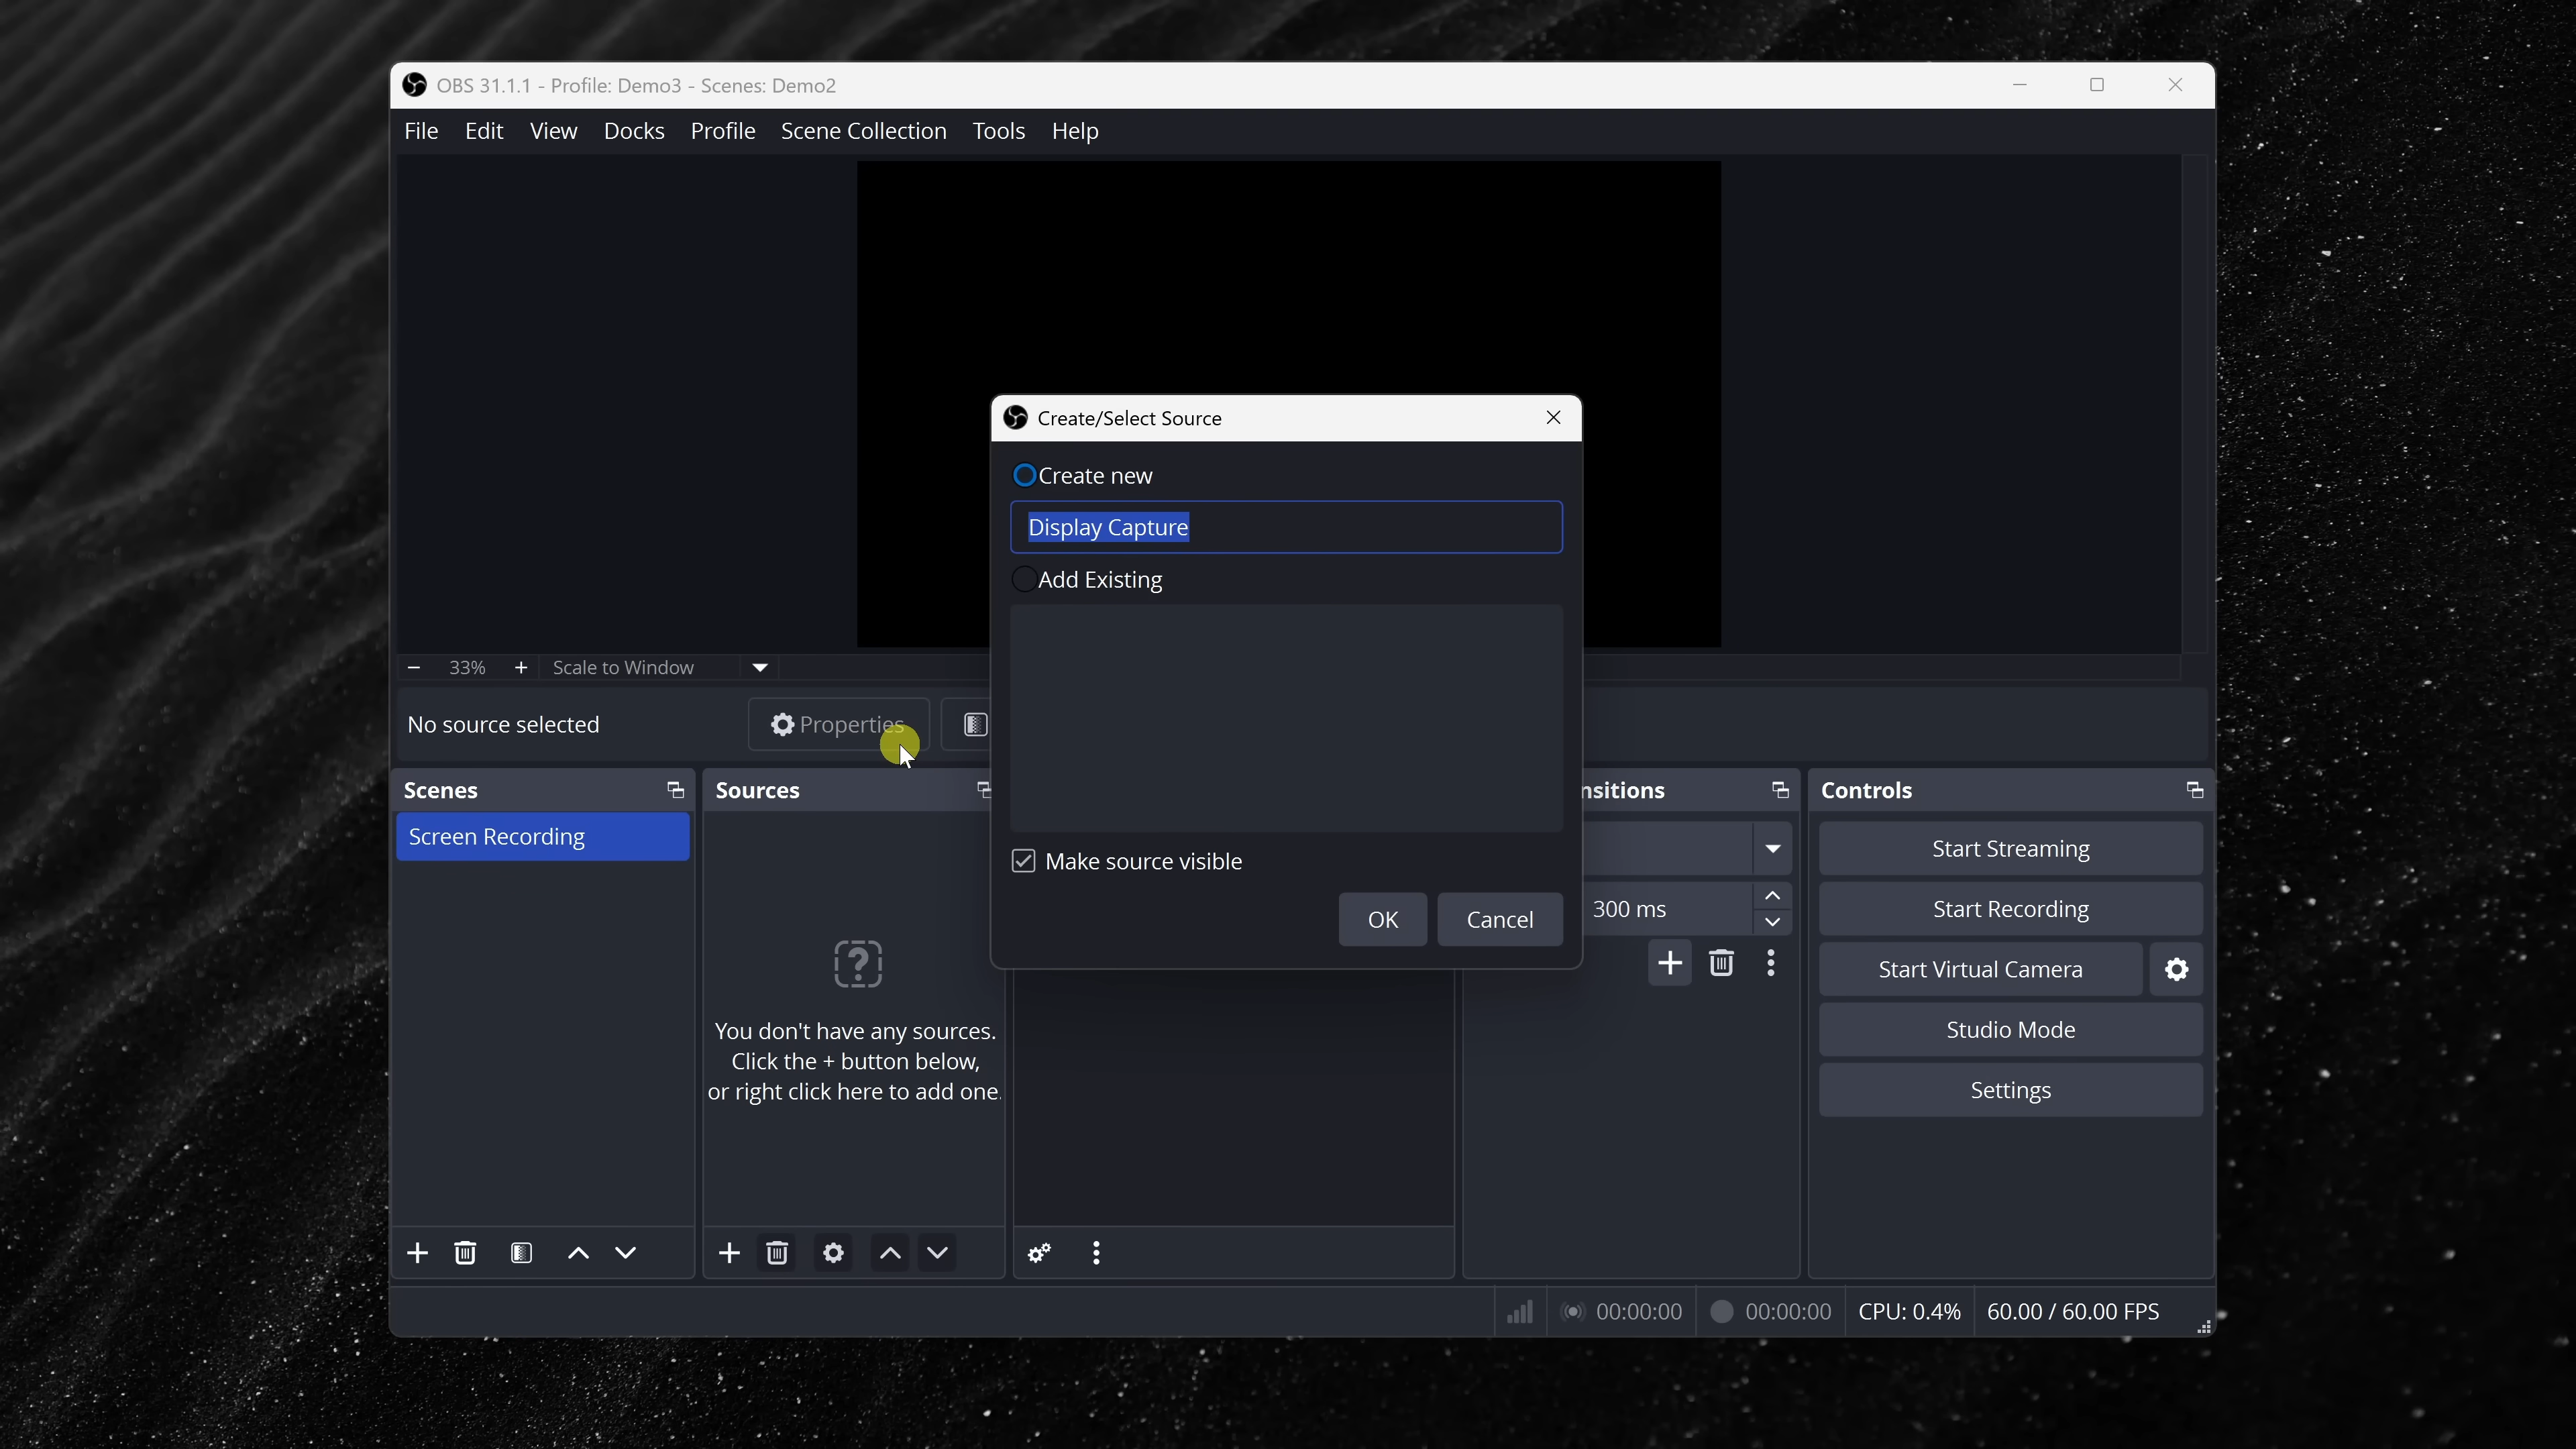 OBS 31.1.1 - Profile: Demo3 - Scenes: Demo2
File Edit View Docks Profile Scene Collection Tools Help
Create/Select Source
Create new
Display Capture
Add Existing
Make source visible
OK Cancel
33% Scale to Window
No source selected
Properties
Scenes
Screen Recording
Sources
You don't have any sources.
Click the + button below,
or right click here to add one.
nsitions
300 ms
Controls
Start Streaming
Start Recording
Start Virtual Camera
Studio Mode
Settings
00:00:00 00:00:00 CPU: 0.4% 60.00 / 60.00 FPS